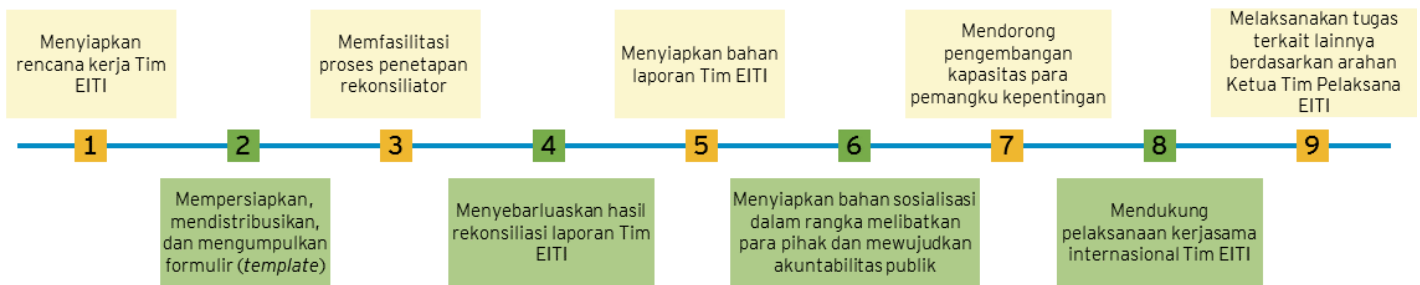 Menyiapkan
rencana kerja Tim
EITI
Memfasilitasi
proses penetapan
rekonsiliator
Menyiapkan bahan
laporan Tim EITI
Mendorong
pengembangan
kapasitas para
pemangku kepentingan
Melaksanakan tugas
terkait lainnya
berdasarkan arahan
Ketua Tim Pelaksana
EITI
1
2
3
4
5
6
7
8
9
Mempersiapkan,
mendistribusikan,
dan mengumpulkan
formulir (template)
Menyebarluaskan hasil
rekonsiliasi laporan Tim
EITI
Menyiapkan bahan sosialisasi
dalam rangka melibatkan
para pihak dan mewujudkan
akuntabilitas publik
Mendukung
pelaksanaan kerjasama
internasional Tim EITI